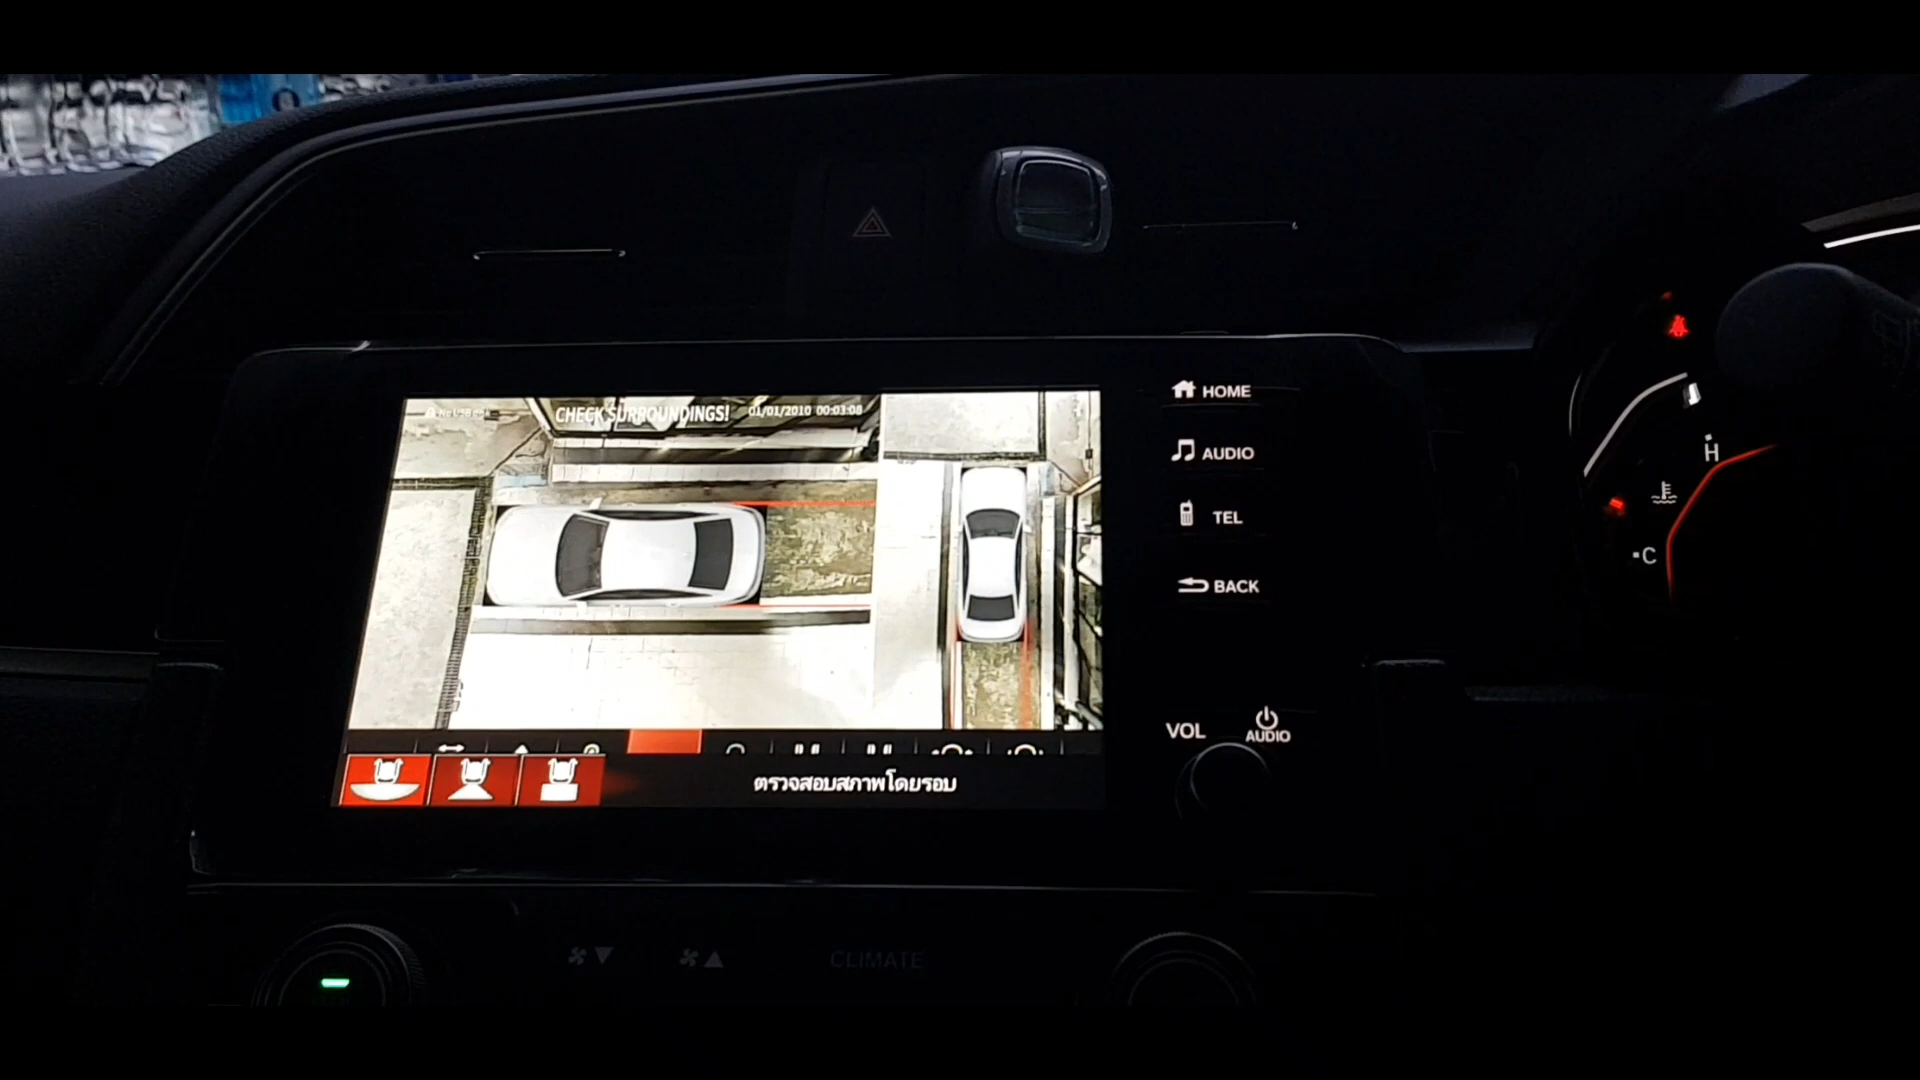 CHECK SURROUNDINGS! 01/01/2010 00:03:08
HOME
AUDIO
TEL
BACK
VOL
AUDIO
ตรวจสอบสภาพโดยรอบ
CLIMATE
H
C